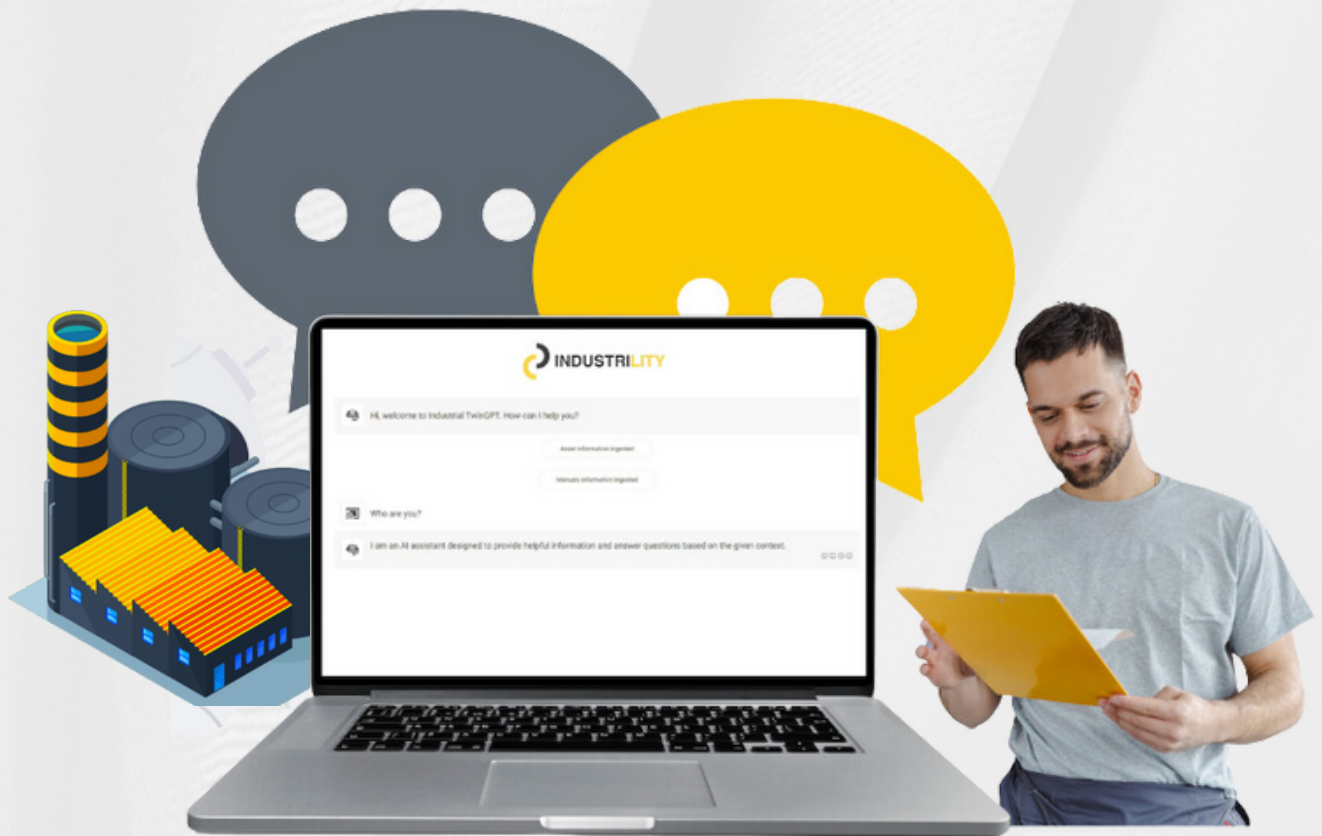 INDUSTRILITY
Hi, welcome to Industrial TwinGPT. How can I help you?
Asset information ingested
Manuals information ingested
Who are you?
I am an AI assistant designed to provide helpful information and answer questions based on the given context.